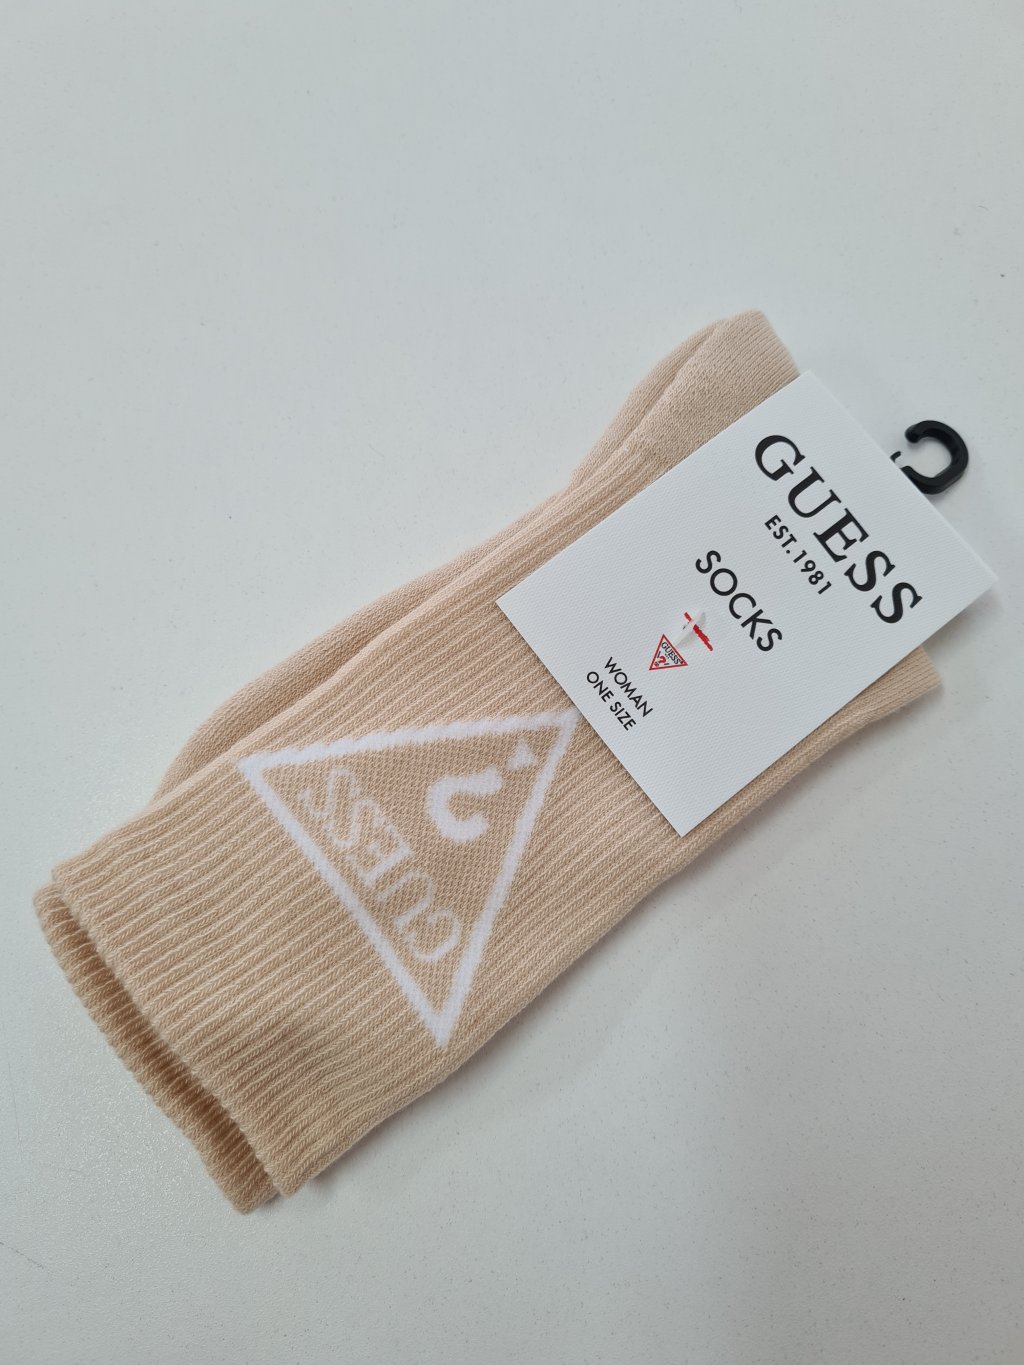 GUESS
EST. 1981
SOCKS
GUESS
?
WOMAN
ONE SIZE
GUESS
?